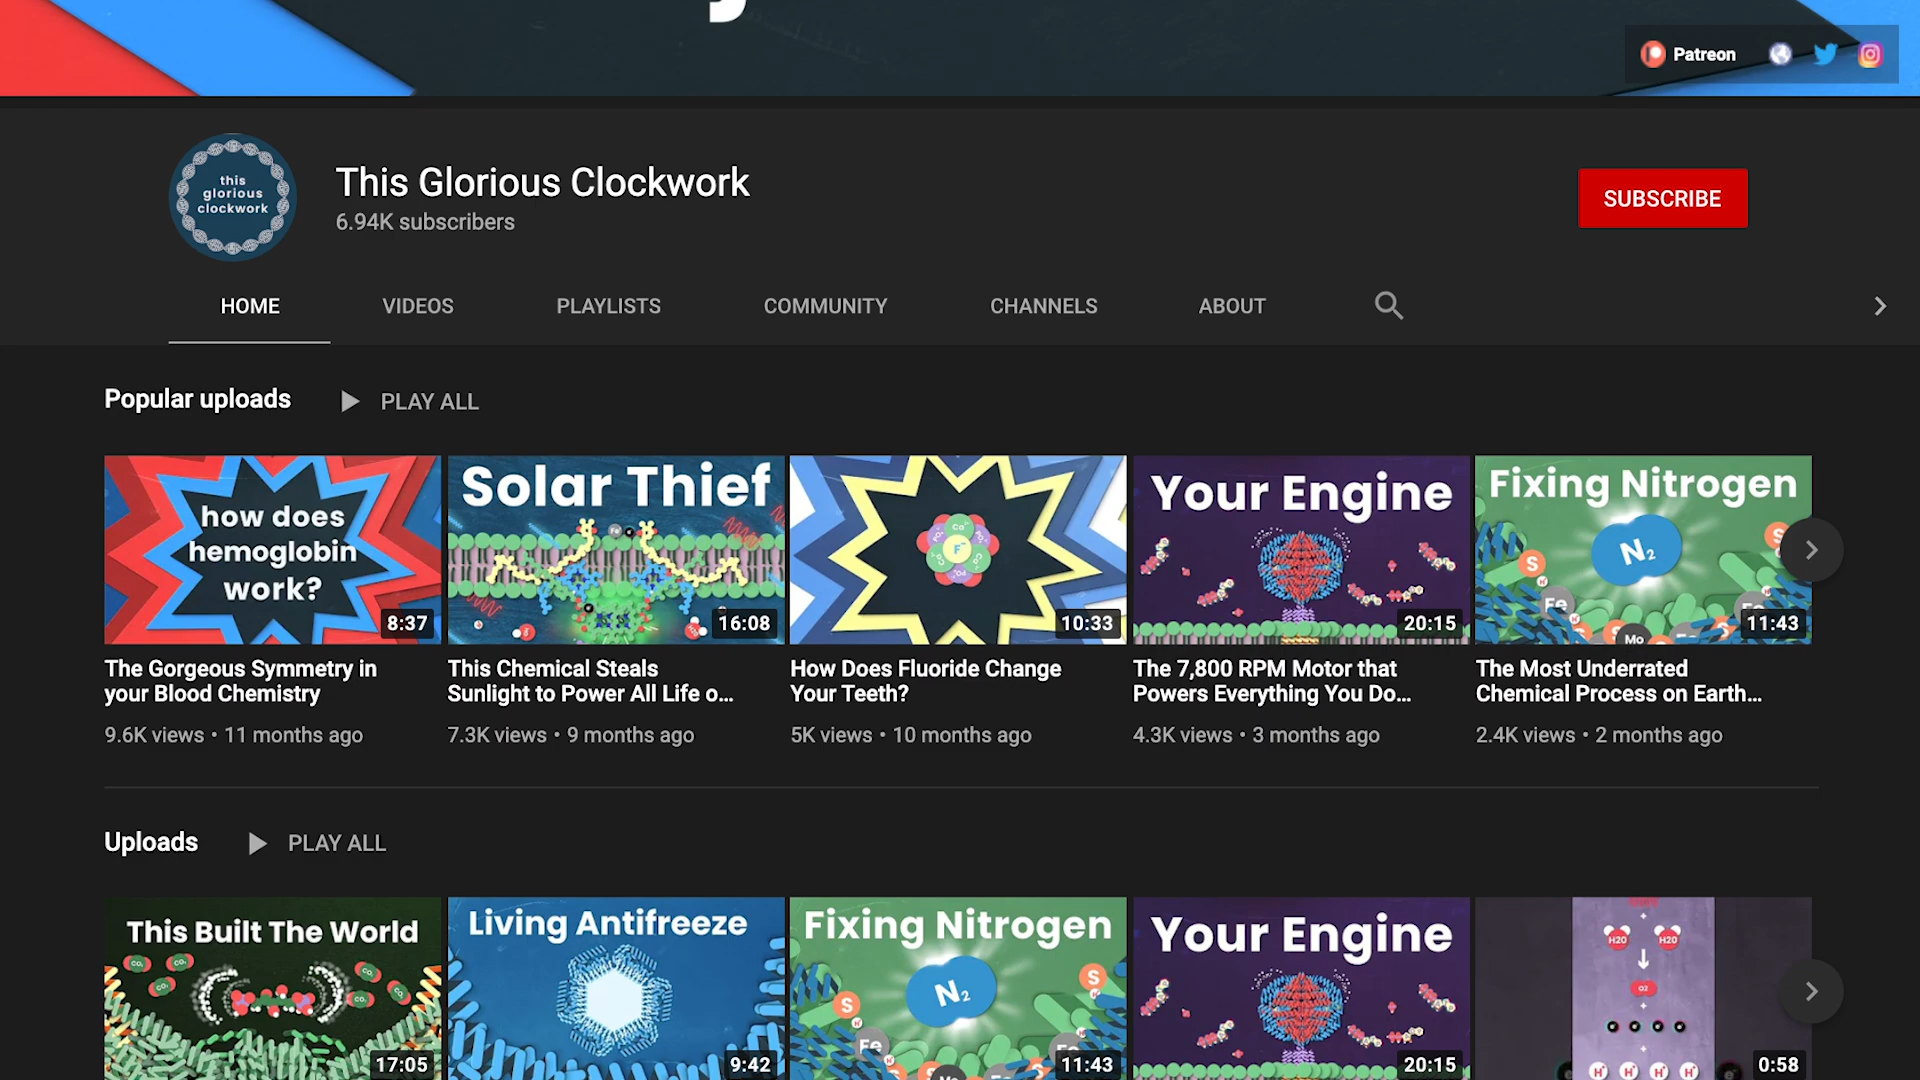 Patreon
this
glorious
clockwork
This Glorious Clockwork
6.94K subscribers
SUBSCRIBE
HOME
VIDEOS
PLAYLISTS
COMMUNITY
CHANNELS
ABOUT
Popular uploads
PLAY ALL
how does
hemoglobin
work?
8:37
The Gorgeous Symmetry in
your Blood Chemistry
9.6K views • 11 months ago
Solar Thief
Fe
16:08
This Chemical Steals
Sunlight to Power All Life o...
7.3K views • 9 months ago
F⁻
10:33
How Does Fluoride Change
Your Teeth?
5K views • 10 months ago
Your Engine
20:15
The 7,800 RPM Motor that
Powers Everything You Do...
4.3K views • 3 months ago
Fixing Nitrogen
N₂
S
S
Fe
Mo
11:43
The Most Underrated
Chemical Process on Earth...
2.4K views • 2 months ago
Uploads
PLAY ALL
This Built The World
CO₂
CO₂
CO₂
CO₂
CO₂
CO₂
17:05
Living Antifreeze
9:42
Fixing Nitrogen
N₂
S
S
Fe
11:43
Your Engine
20:15
+
H2O
H2O
O2
+
+
H⁺
H⁺
H⁺
H⁺
0:58